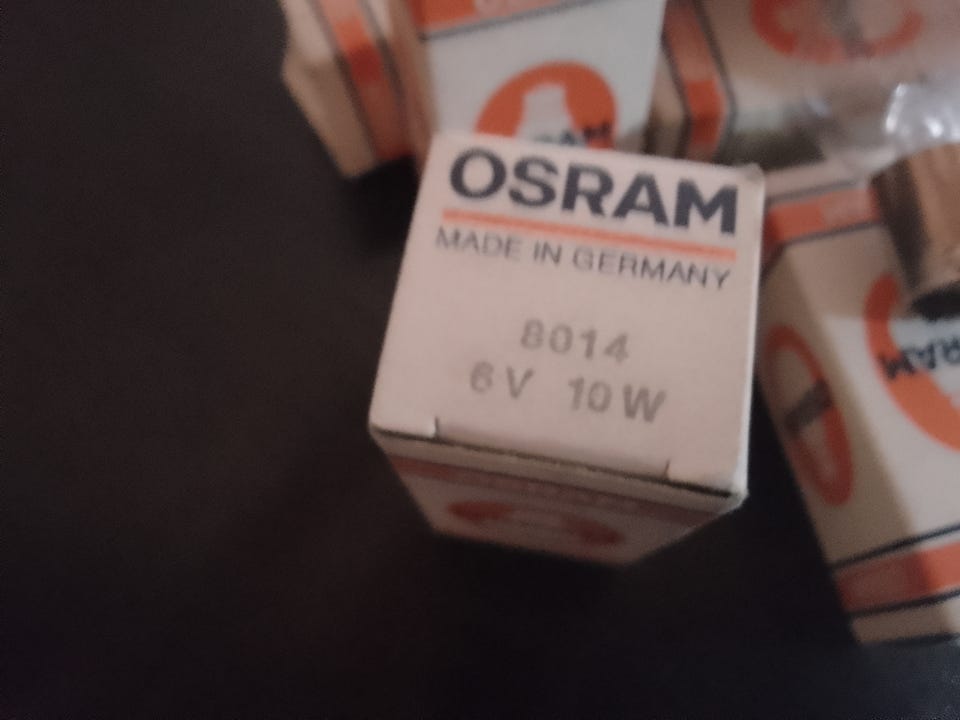 OSRAM
MADE IN GERMANY
8014
6V 10W